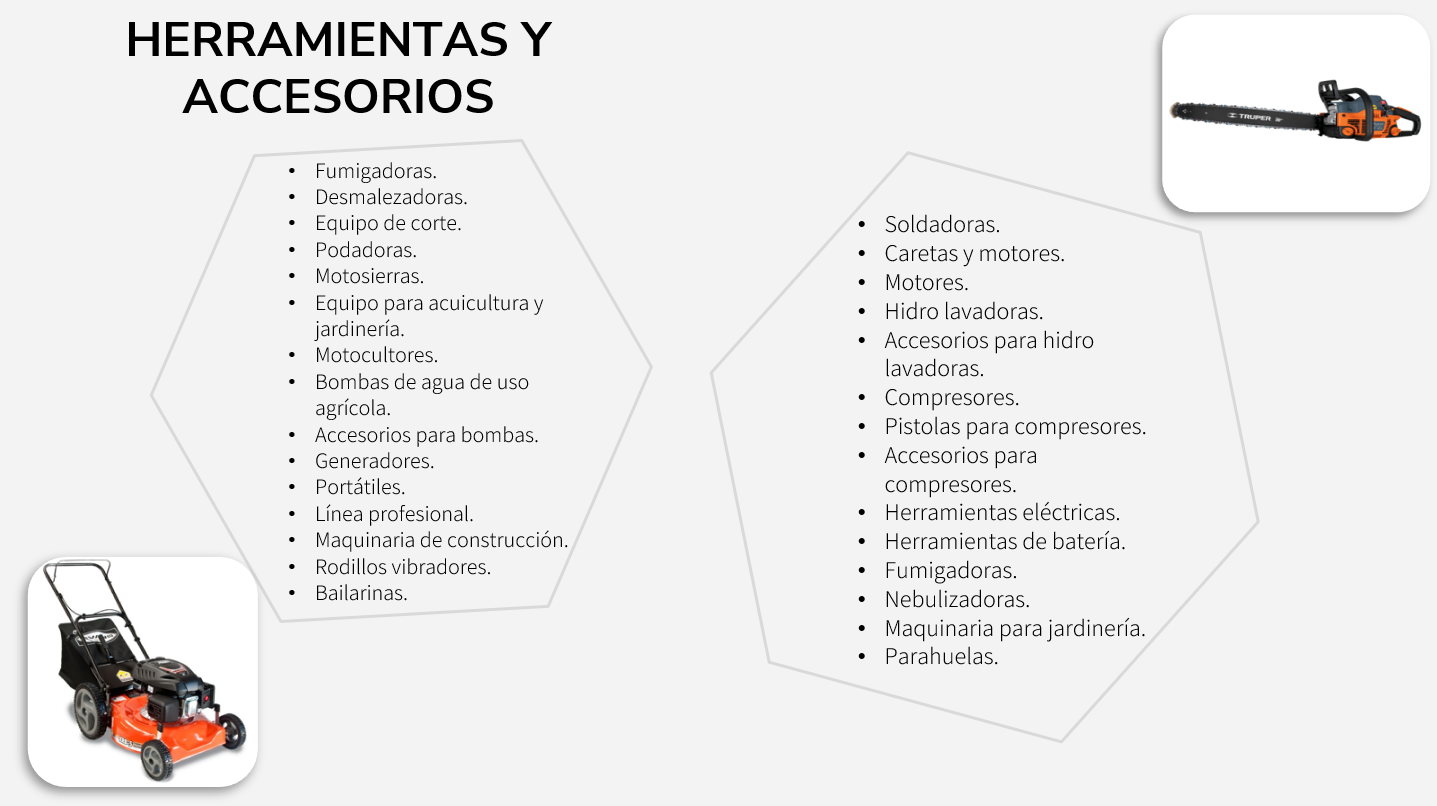 HERRAMIENTAS Y
ACCESORIOS
• Fumigadoras.
• Desmalezadoras.
• Equipo de corte.
• Podadoras.
• Motosierras.
• Equipo para acuicultura y
jardinería.
• Motocultores.
• Bombas de agua de uso
agrícola.
• Accesorios para bombas.
• Generadores.
• Portátiles.
• Línea profesional.
• Maquinaria de construcción.
• Rodillos vibradores.
• Bailarinas.
• Soldadoras.
• Caretas y motores.
• Motores.
• Hidro lavadoras.
• Accesorios para hidro
lavadoras.
• Compresores.
• Pistolas para compresores.
• Accesorios para
compresores.
• Herramientas eléctricas.
• Herramientas de batería.
• Fumigadoras.
• Nebulizadoras.
• Maquinaria para jardinería.
• Parahuelas.
TRUPER